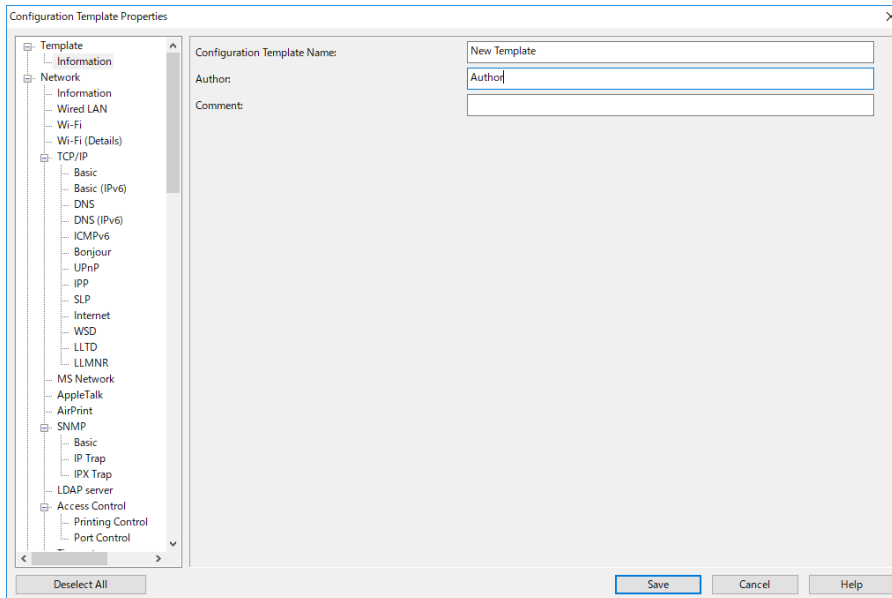 Configuration Template Properties
Template
Information
Network
Information
Wired LAN
Wi-Fi
Wi-Fi (Details)
TCP/IP
Basic
Basic (IPv6)
DNS
DNS (IPv6)
ICMPv6
Bonjour
UPnP
IPP
SLP
Internet
WSD
LLTD
LLMNR
MS Network
AppleTalk
AirPrint
SNMP
Basic
IP Trap
IPX Trap
LDAP server
Access Control
Printing Control
Port Control
Configuration Template Name: New Template
Author: Author
Comment:
Deselect All Save Cancel Help